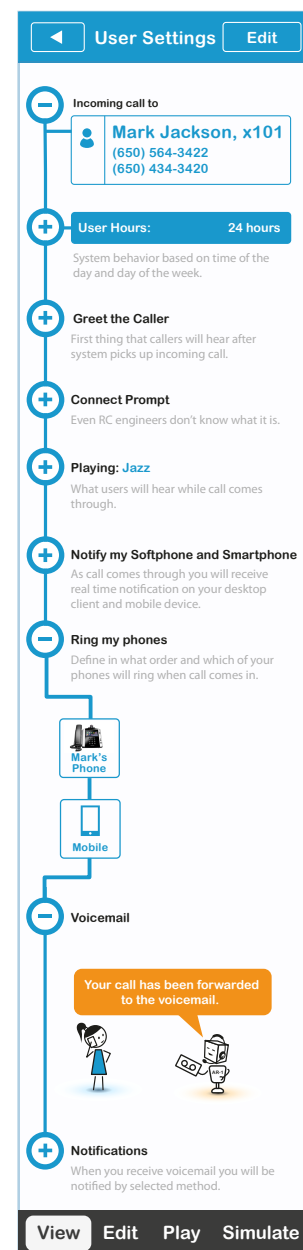 User Settings
Edit
Incoming call to
Mark Jackson, x101
(650) 564-3422
(650) 434-3420
User Hours: 24 hours
System behavior based on time of the
day and day of the week.
Greet the Caller
First thing that callers will hear after
system picks up incoming call.
Connect Prompt
Even RC engineers don't know what it is.
Playing: Jazz
What users will hear while call comes
through.
Notify my Softphone and Smartphone
As call comes through you will receive
real time notification on your desktop
client and mobile device.
Ring my phones
Define in what order and which of your
phones will ring when call comes in.
Mark's
Phone
Mobile
Voicemail
Your call has been forwarded
to the voicemail.
AR-1
Notifications
When you receive voicemail you will be
notified by selected method.
View Edit Play Simulate